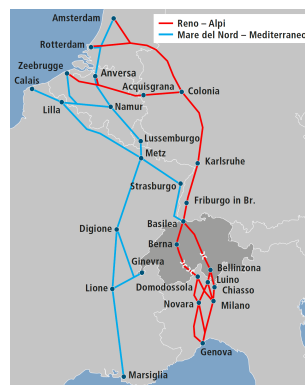 Amsterdam
Reno – Alpi
Mare del Nord – Mediterraneo
Rotterdam
Zeebrugge
Calais
Anversa
Acquisgrana
Colonia
Lilla
Namur
Lussemburgo
Metz
Karlsruhe
Strasburgo
Friburgo in Br.
Basilea
Digione
Berna
Ginevra
Bellinzona
Luino
Domodossola
Chiasso
Lione
Novara
Milano
Genova
Marsiglia